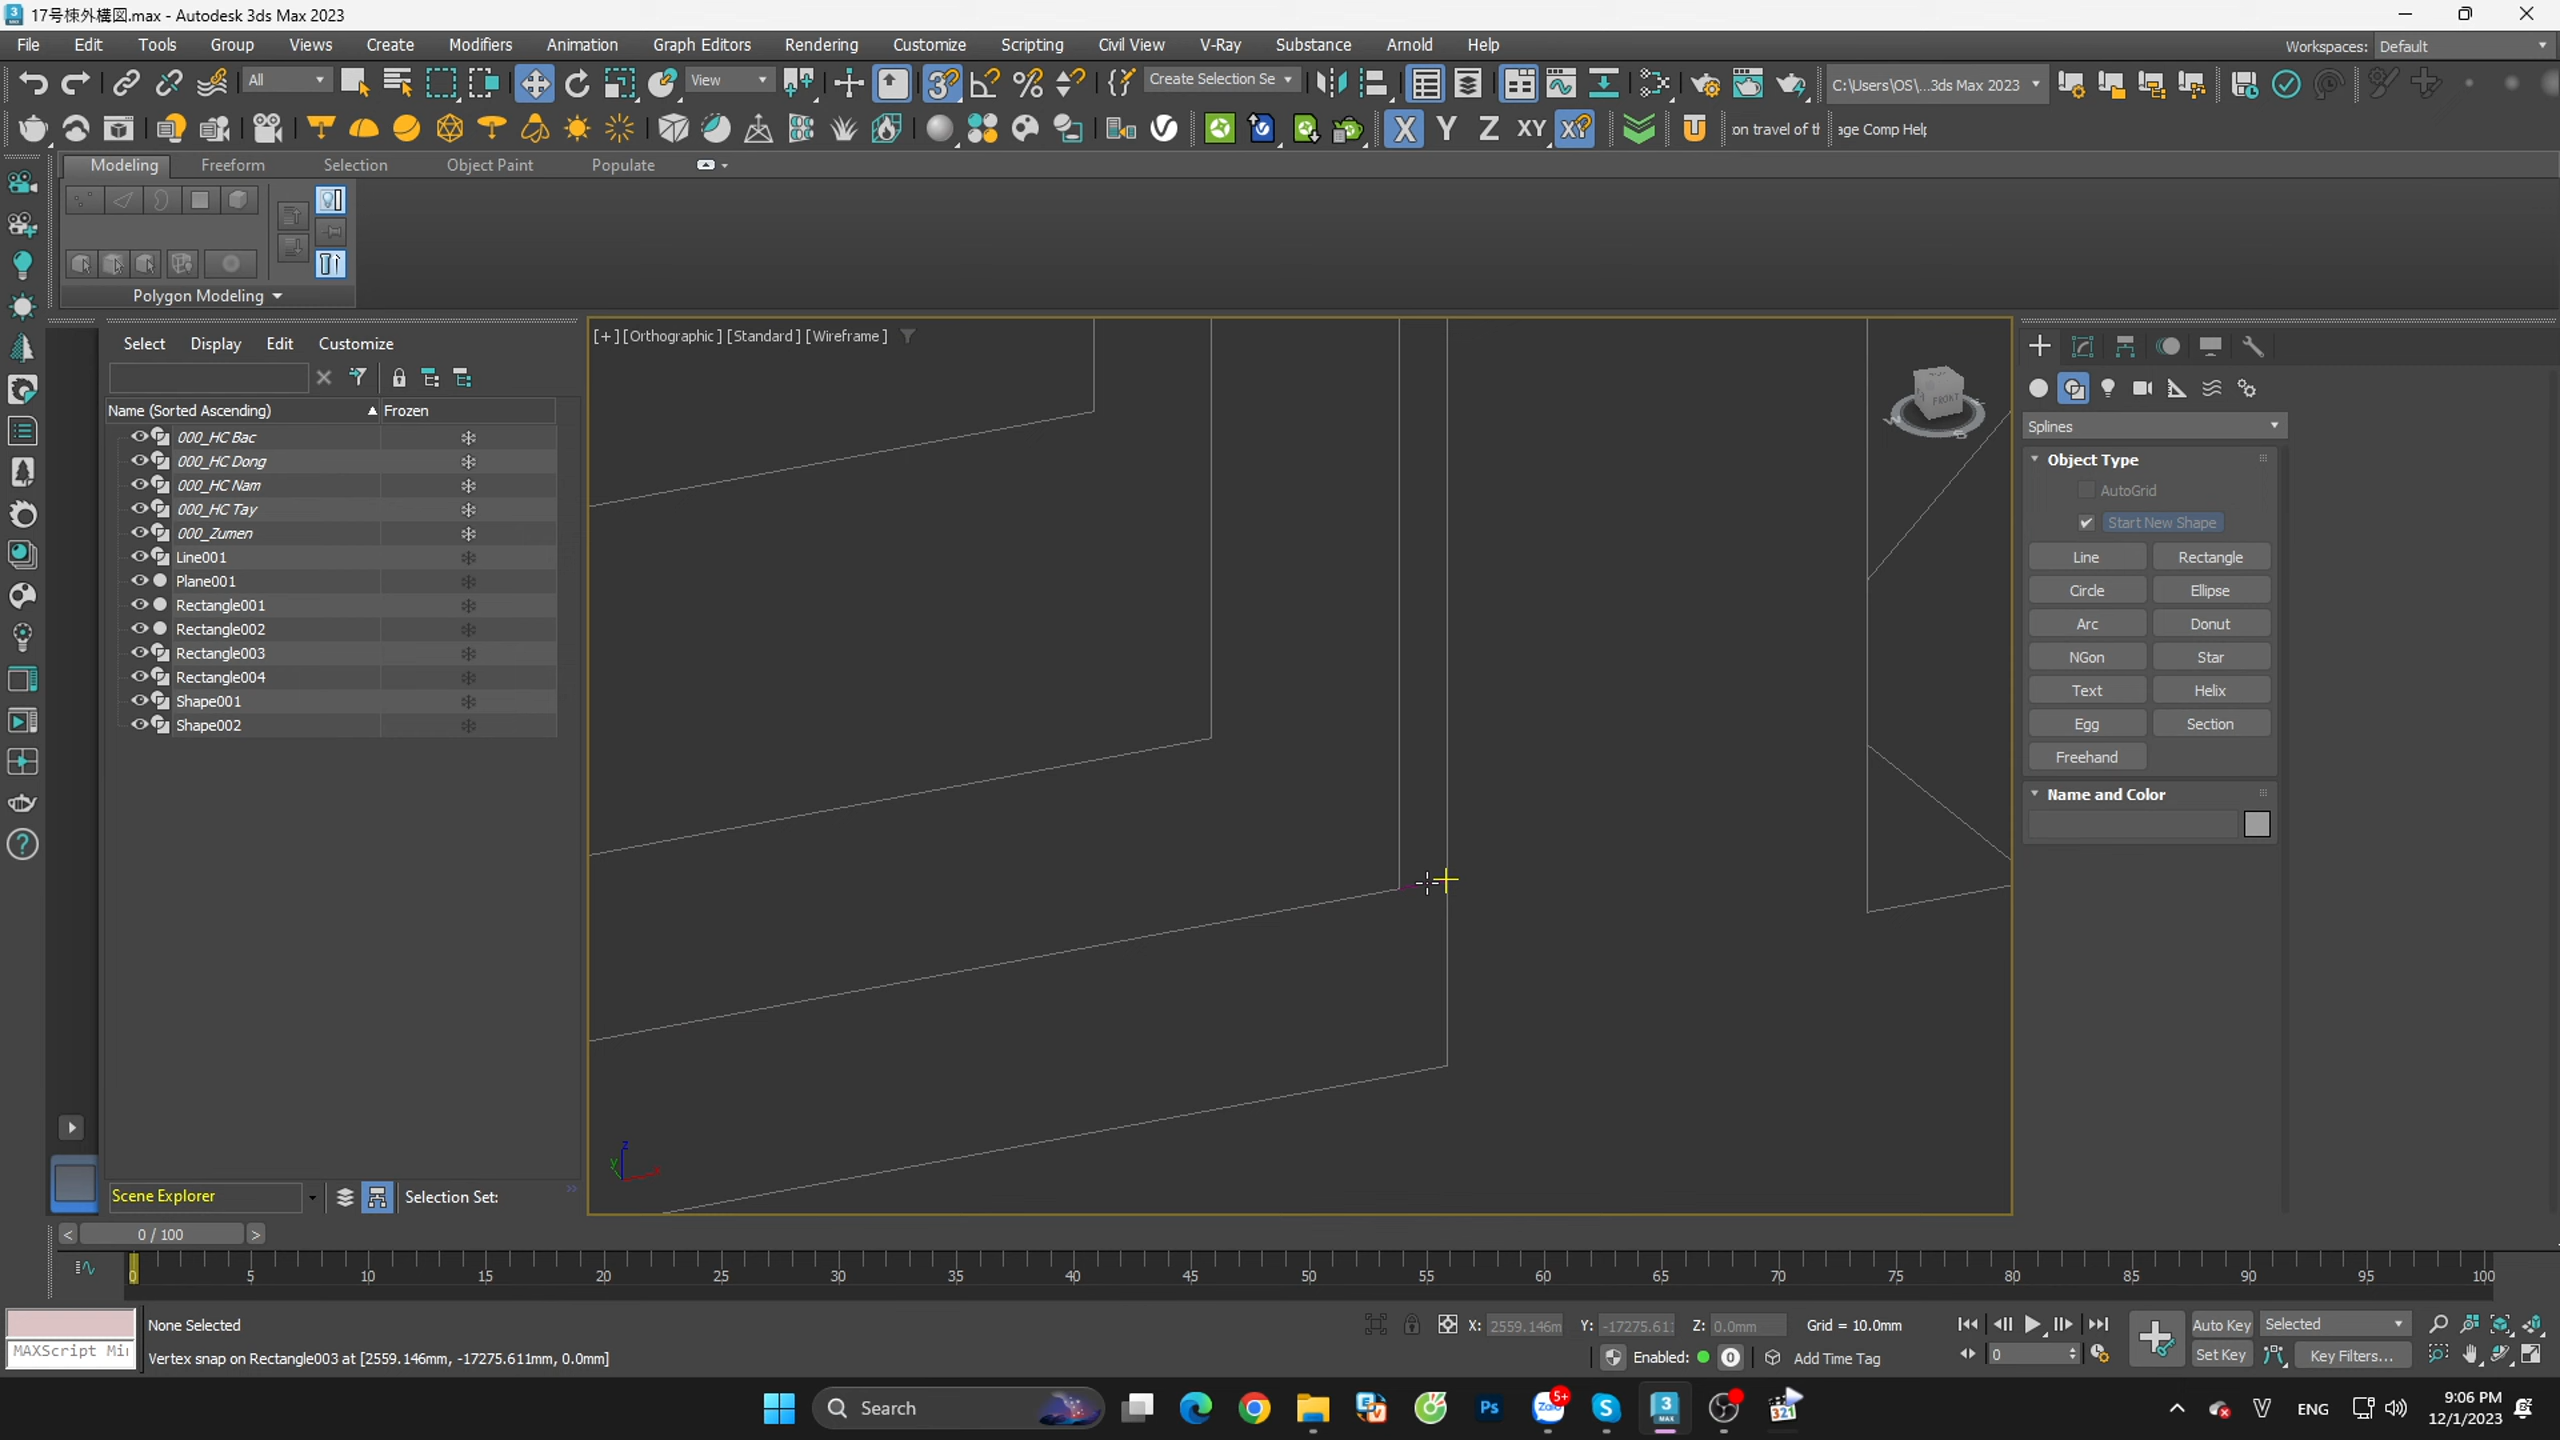 17号棟外構図.max - Autodesk 3ds Max 2023
File Edit Tools Group Views Create Modifiers Animation Graph Editors Rendering Customize Scripting Civil View V-Ray Substance Arnold Help Workspaces: Default
All View Create Selection Se C:\Users\OS\...3ds Max 2023
X Y Z XY on travel of tl age Comp Help
Modeling Freeform Selection Object Paint Populate
Polygon Modeling
Select Display Edit Customize
[+] [Orthographic] [Standard] [Wireframe]
FRONT
Name (Sorted Ascending) Frozen
000_HC Bac
000_HC Dong
000_HC Nam
000_HC Tay
000_Zumen
Line001
Plane001
Rectangle001
Rectangle002
Rectangle003
Rectangle004
Shape001
Shape002
Splines
Object Type
AutoGrid
Start New Shape
Line Rectangle
Circle Ellipse
Arc Donut
NGon Star
Text Helix
Egg Section
Freehand
Name and Color
z
y
Scene Explorer Selection Set:
< 0 / 100 >
0 5 10 15 20 25 30 35 40 45 50 55 60 65 70 75 80 85 90 95 100
None Selected X: 2559.146m Y: -17275.61 Z: 0.0mm Grid = 10.0mm Auto Key Selected
MAXScript Mi Vertex snap on Rectangle003 at [2559.146mm, -17275.611mm, 0.0mm] Enabled: 0 Add Time Tag 0 Set Key Key Filters...
Search Ps Zalo 5+ S 3 MAX 321 V ENG 9:06 PM
12/1/2023